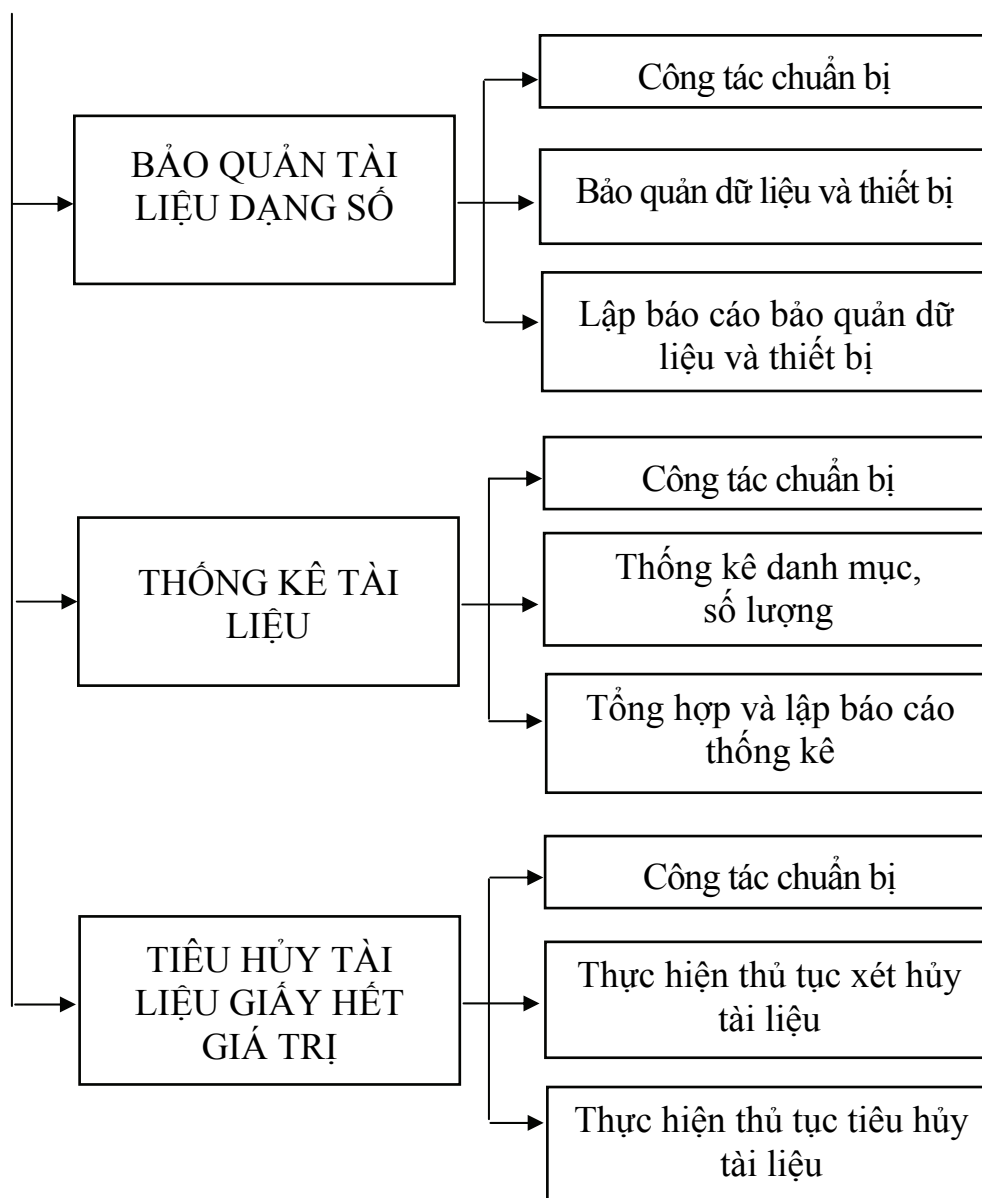 BẢO QUẢN TÀI
LIỆU DẠNG SỐ
Công tác chuẩn bị
Bảo quản dữ liệu và thiết bị
Lập báo cáo bảo quản dữ
liệu và thiết bị
THỐNG KÊ TÀI
LIỆU
Công tác chuẩn bị
Thống kê danh mục,
số lượng
Tổng hợp và lập báo cáo
thống kê
TIÊU HỦY TÀI
LIỆU GIẤY HẾT
GIÁ TRỊ
Công tác chuẩn bị
Thực hiện thủ tục xét hủy
tài liệu
Thực hiện thủ tục tiêu hủy
tài liệu